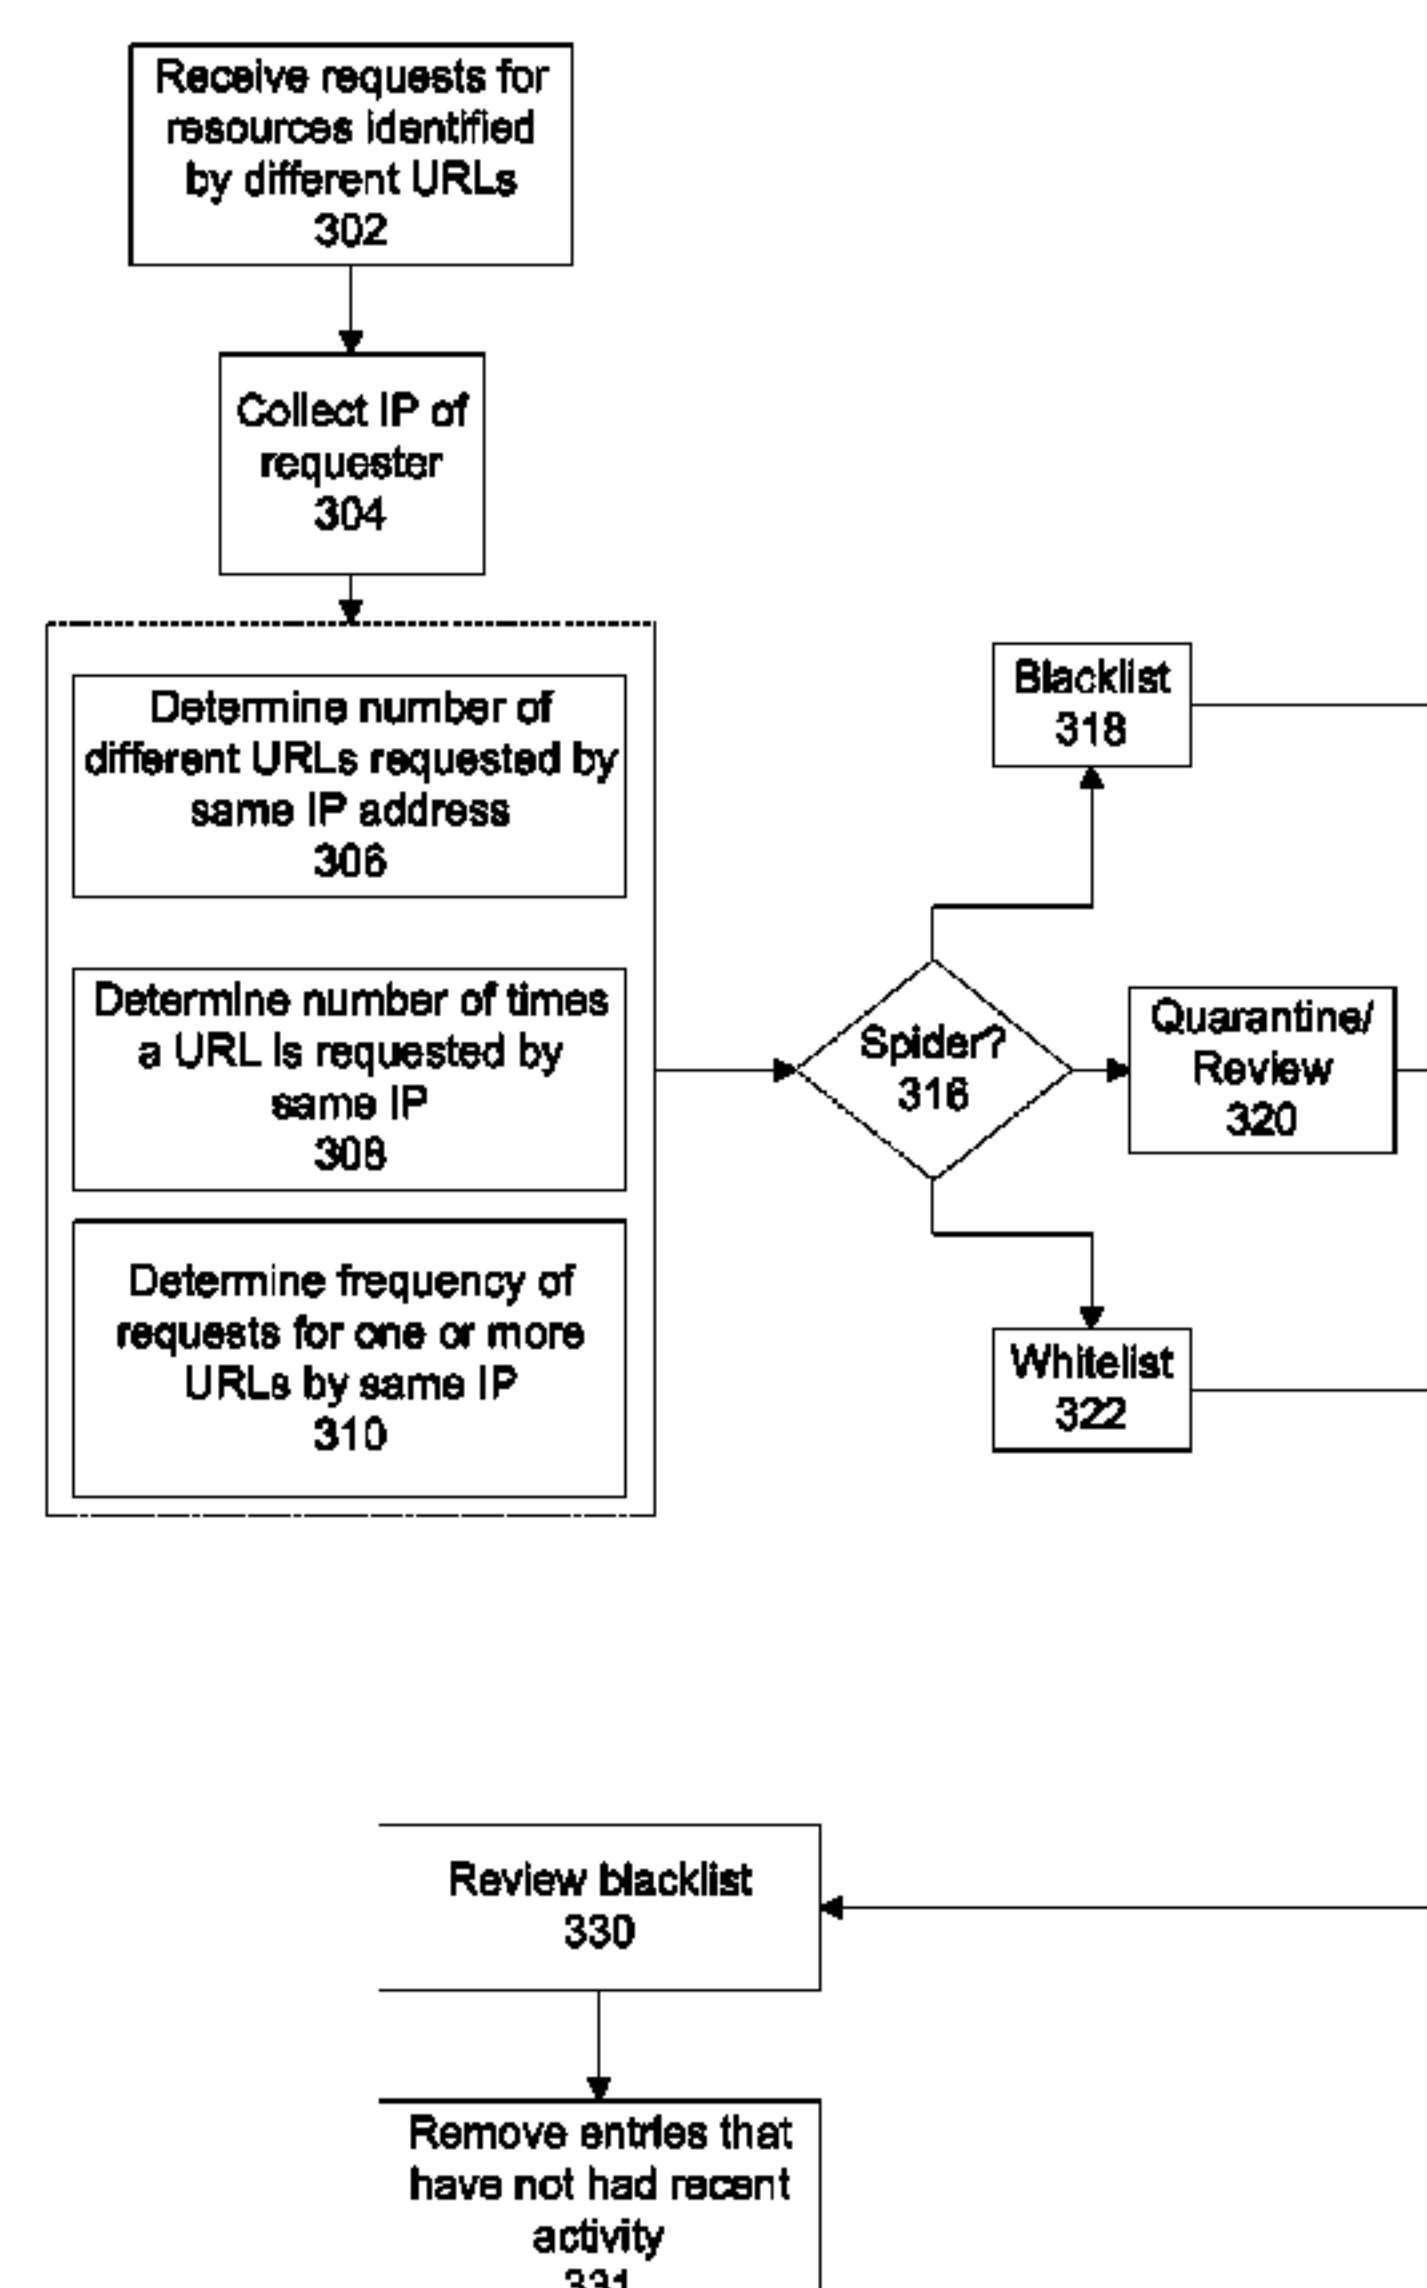 Receive requests for
resources identified
by different URLs
302
Collect IP of
requester
304
Determine number of
different URLs requested by
same IP address
306
Determine number of times
a URL is requested by
same IP
308
Determine frequency of
requests for one or more
URLs by same IP
310
Spider?
316
Blacklist
318
Quarantine/
Review
320
Whitelist
322
Review blacklist
330
Remove entries that
have not had recent
activity
331